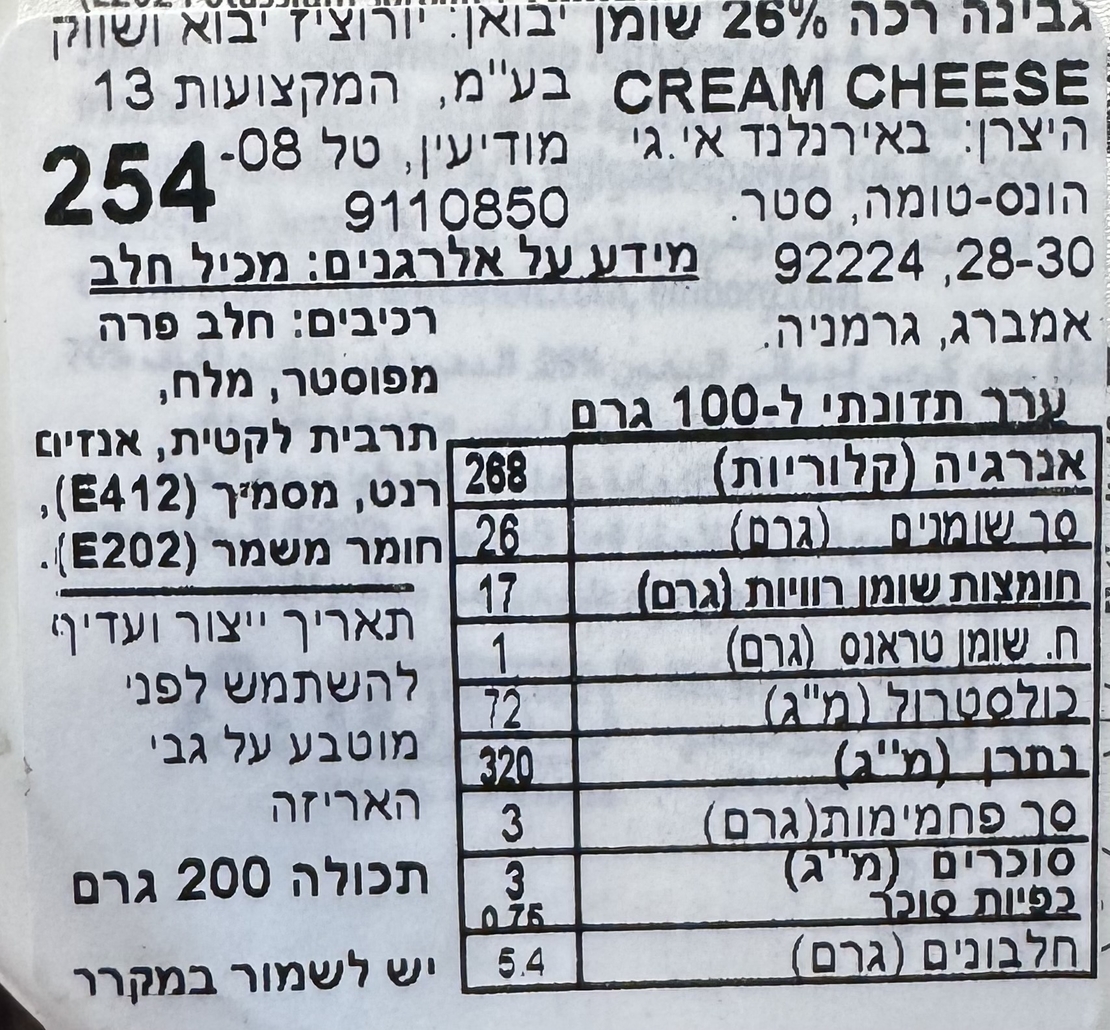 גבינה רכה 26% שומן
CREAM CHEESE
היצרן: באירנלנד אי.ג'י
הונס-טומה, סטר.
28-30, 92224
אמברג, גרמניה.
יבואן: יורוציז יבוא ושווק
בע"מ, המקצועות 13
מודיעין, טל 08-
9110850
254
מידע על אלרגנים: מכיל חלב
רכיבים: חלב פרה
מפוסטר, מלח,
תרבית לקטית, אנזים
רנט, מסמיך (E412),
חומר משמר (E202).
תאריך ייצור ועדיף
להשתמש לפני
מוטבע על גבי
האריזה
תכולה 200 גרם
יש לשמור במקרר
ערך תזונתי ל-100 גרם
אנרגיה (קלוריות) 268
סך שומנים (גרם) 26
חומצות שומן רוויות (גרם) 17
ח. שומן טראנס (גרם) 1
כולסטרול (מ"ג) 72
נתרן (מ"ג) 320
סך פחמימות(גרם) 3
סוכרים (מ"ג) 3
כפיות סוכר 0.75
חלבונים (גרם) 5.4